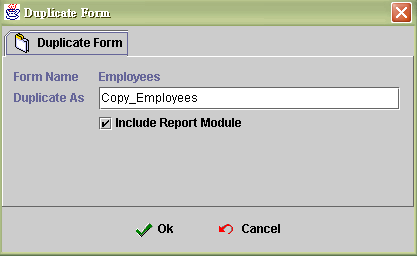 Duplicate Form
Duplicate Form
Form Name Employees
Duplicate As Copy_Employees
Include Report Module
Ok Cancel